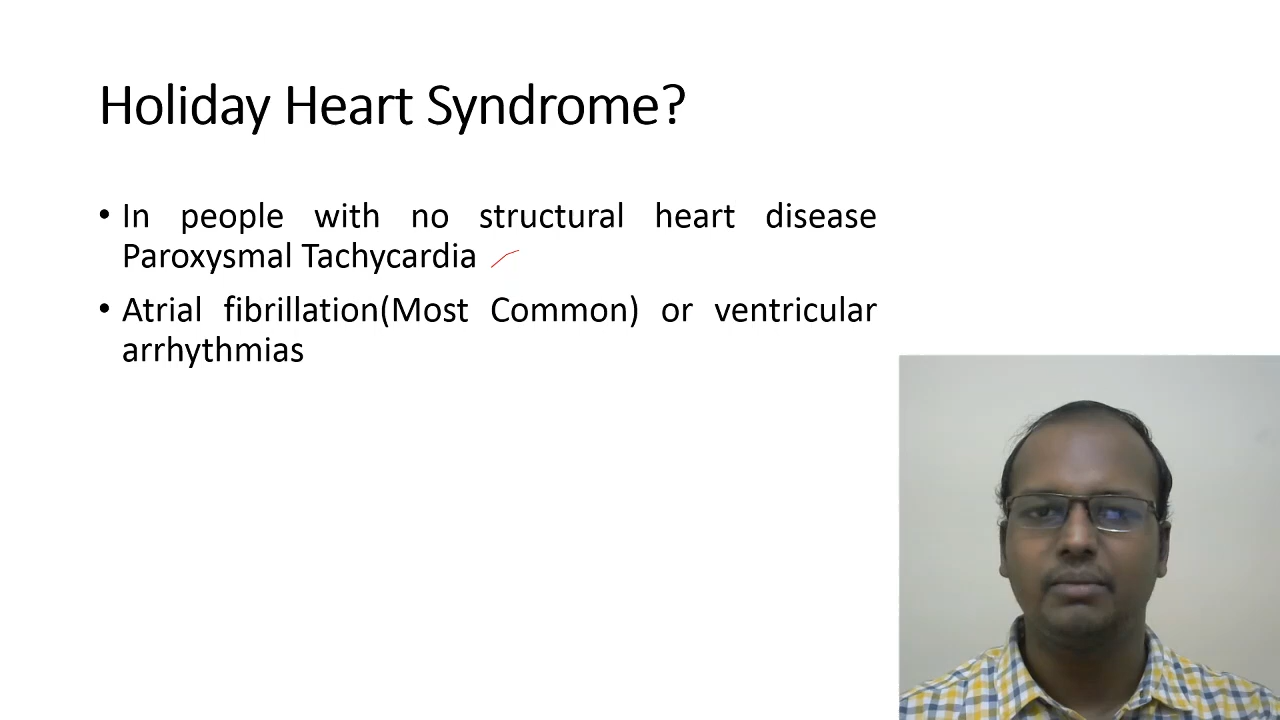 Holiday Heart Syndrome?
• In people with no structural heart disease
Paroxysmal Tachycardia
• Atrial fibrillation(Most Common) or ventricular
arrhythmias